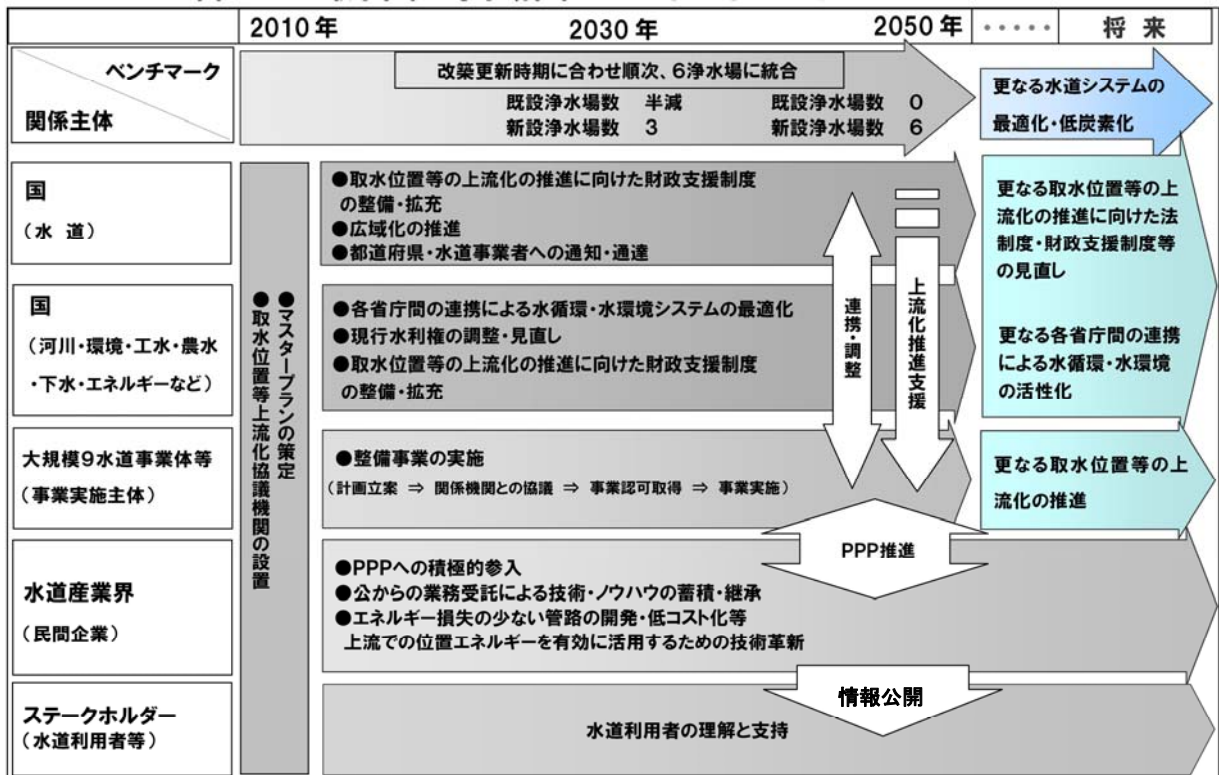 2010年
2030年
2050年
・・・・・
将 来
ベンチマーク
関係主体
改築更新時期に合わせ順次、6浄水場に統合
既設浄水場数 半減
既設浄水場数 0
新設浄水場数 3
新設浄水場数 6
更なる水道システムの
最適化・低炭素化
国
(水 道)
●マスタープランの策定
●取水位置等上流化協議機関の設置
●取水位置等の上流化の推進に向けた財政支援制度
の整備・拡充
●広域化の推進
●都道府県・水道事業者への通知・通達
連携・調整
上流化推進支援
更なる取水位置等の上
流化の推進に向けた法
制度・財政支援制度等
の見直し
国
(河川・環境・工水・農水
・下水・エネルギーなど)
●各省庁間の連携による水循環・水環境システムの最適化
●現行水利権の調整・見直し
●取水位置等の上流化の推進に向けた財政支援制度
の整備・拡充
更なる各省庁間の連携
による水循環・水環境
の活性化
大規模9水道事業体等
(事業実施主体)
●整備事業の実施
(計画立案 ⇒ 関係機関との協議 ⇒ 事業認可取得 ⇒ 事業実施)
更なる取水位置等の上
流化の推進
PPP推進
水道産業界
(民間企業)
●PPPへの積極的参入
●公からの業務受託による技術・ノウハウの蓄積・継承
●エネルギー損失の少ない管路の開発・低コスト化等
上流での位置エネルギーを有効に活用するための技術革新
情報公開
ステークホルダー
(水道利用者等)
水道利用者の理解と支持